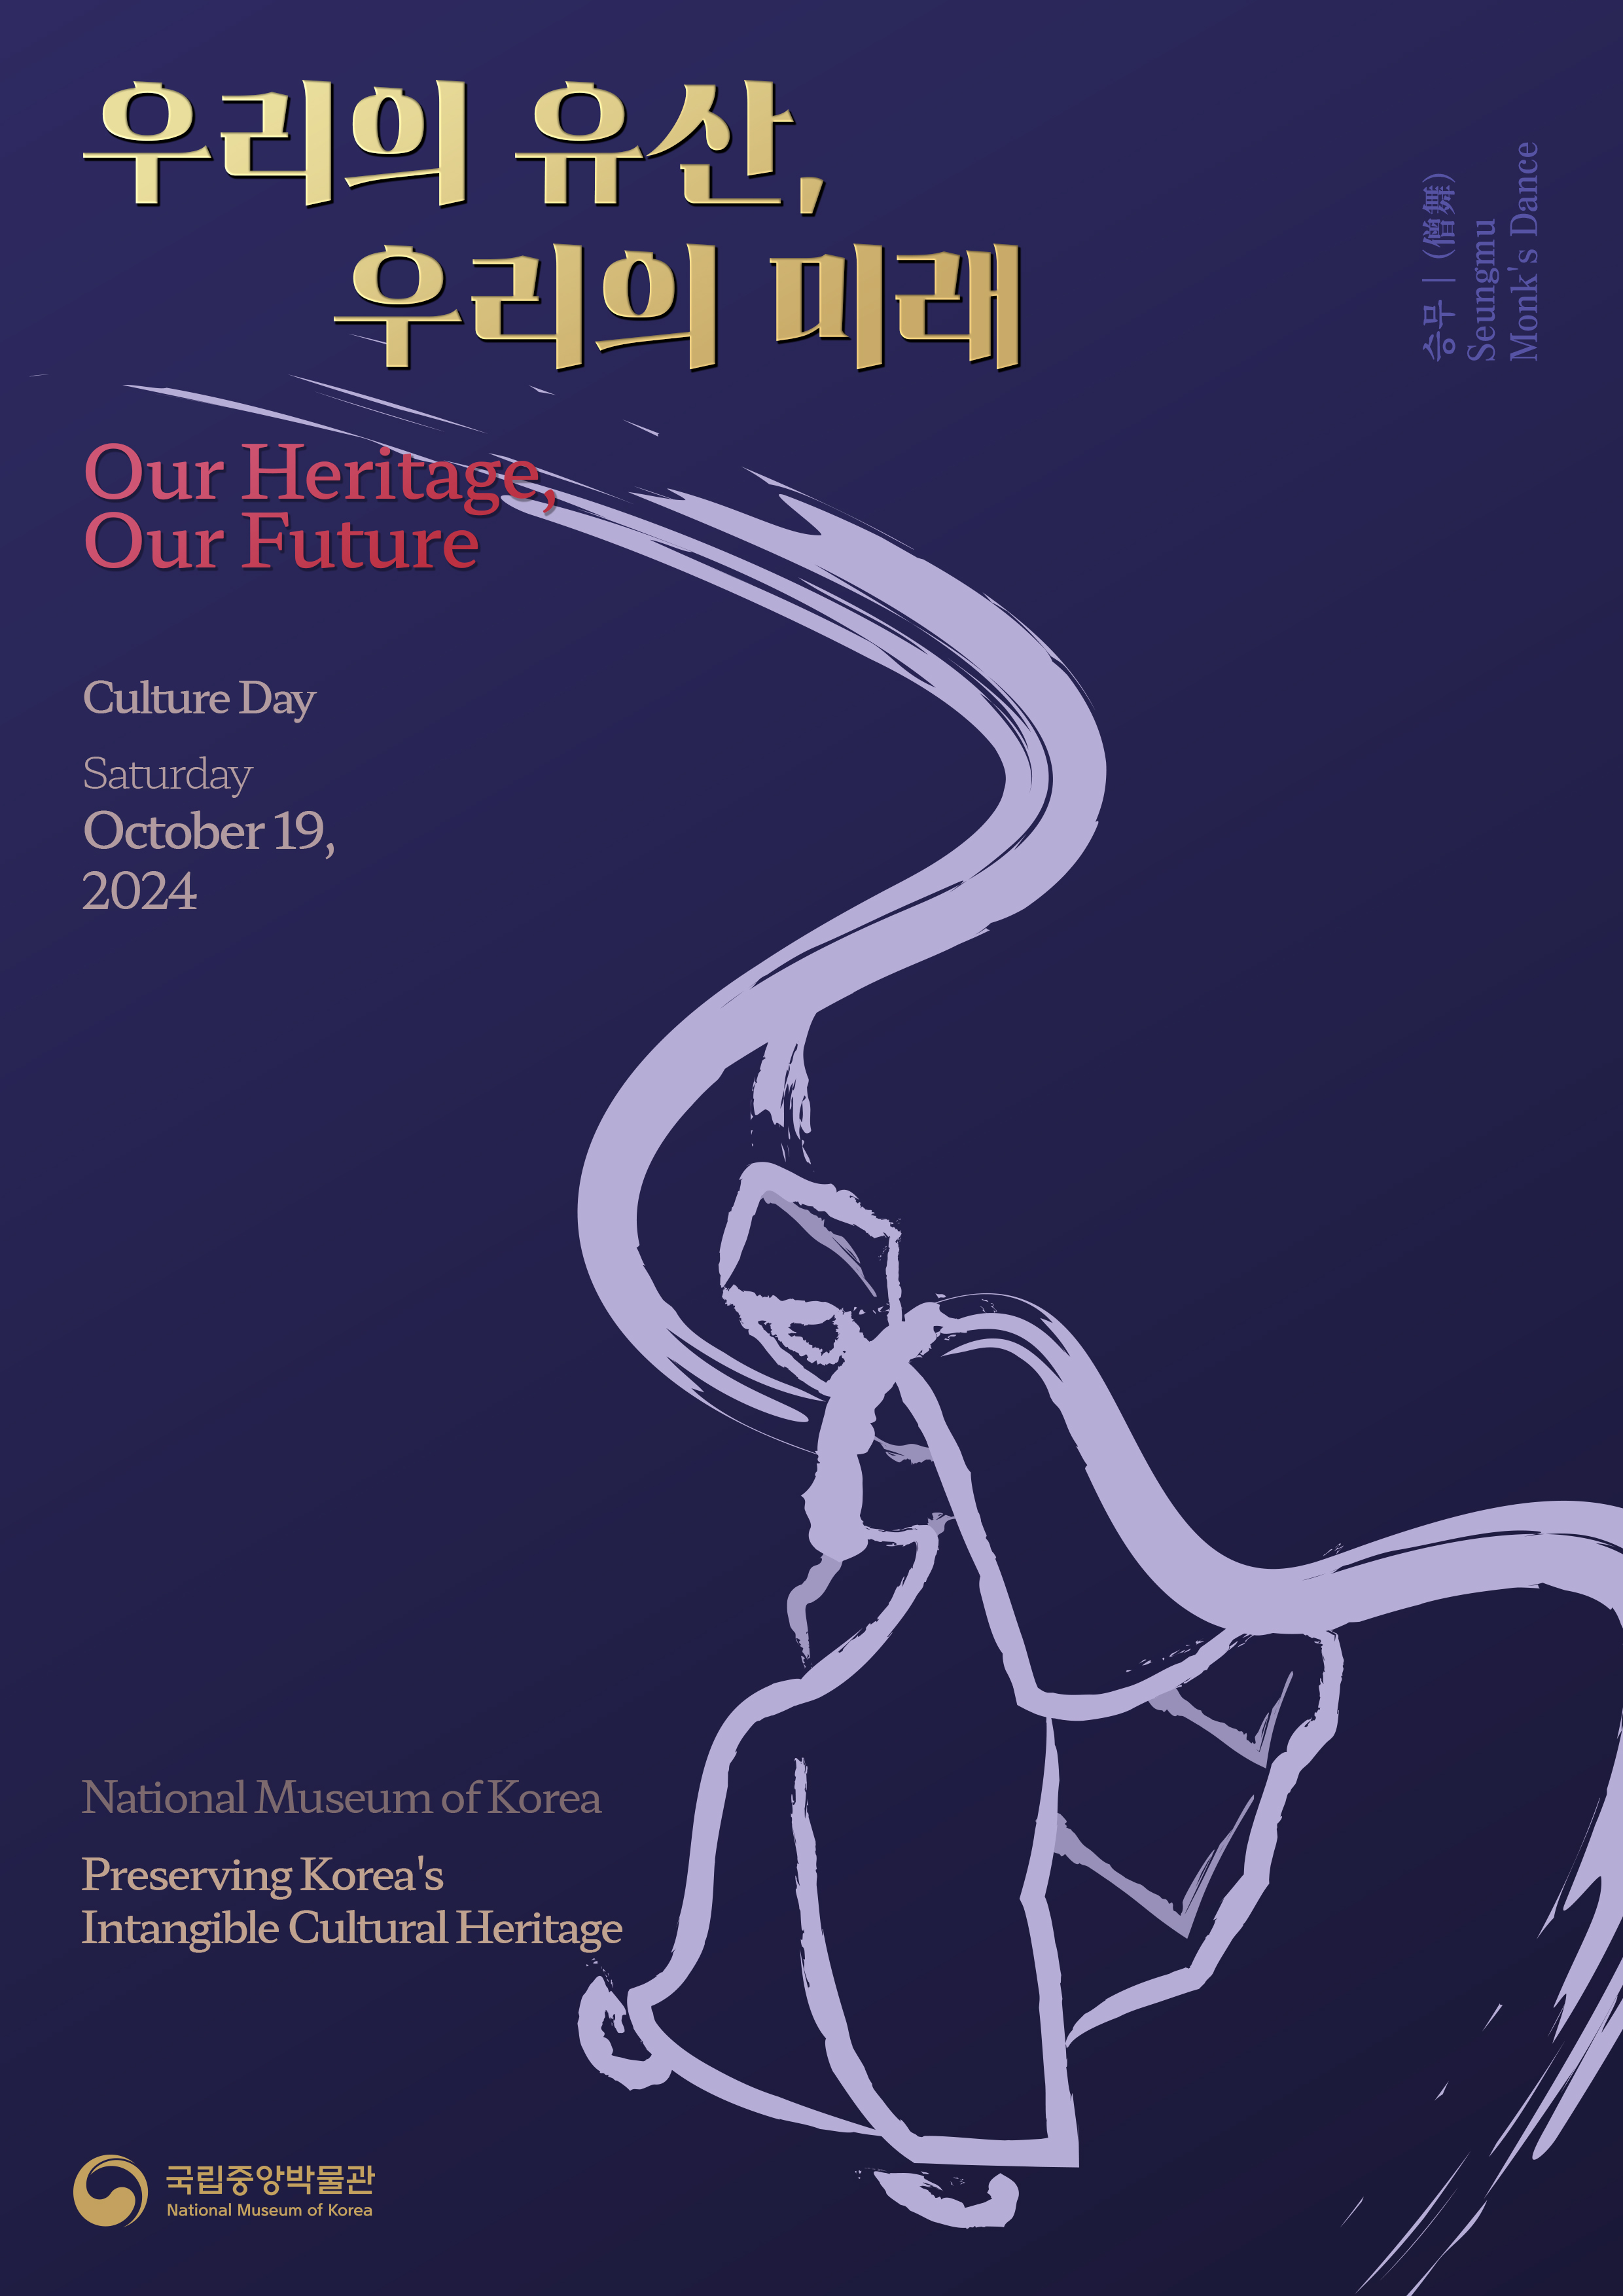 우리의 유산,
우리의 미래
승무 | (僧舞)
Seungmu
Monk's Dance
Our Heritage,
Our Future
Culture Day
Saturday
October 19,
2024
National Museum of Korea
Preserving Korea's
Intangible Cultural Heritage
국립중앙박물관
National Museum of Korea